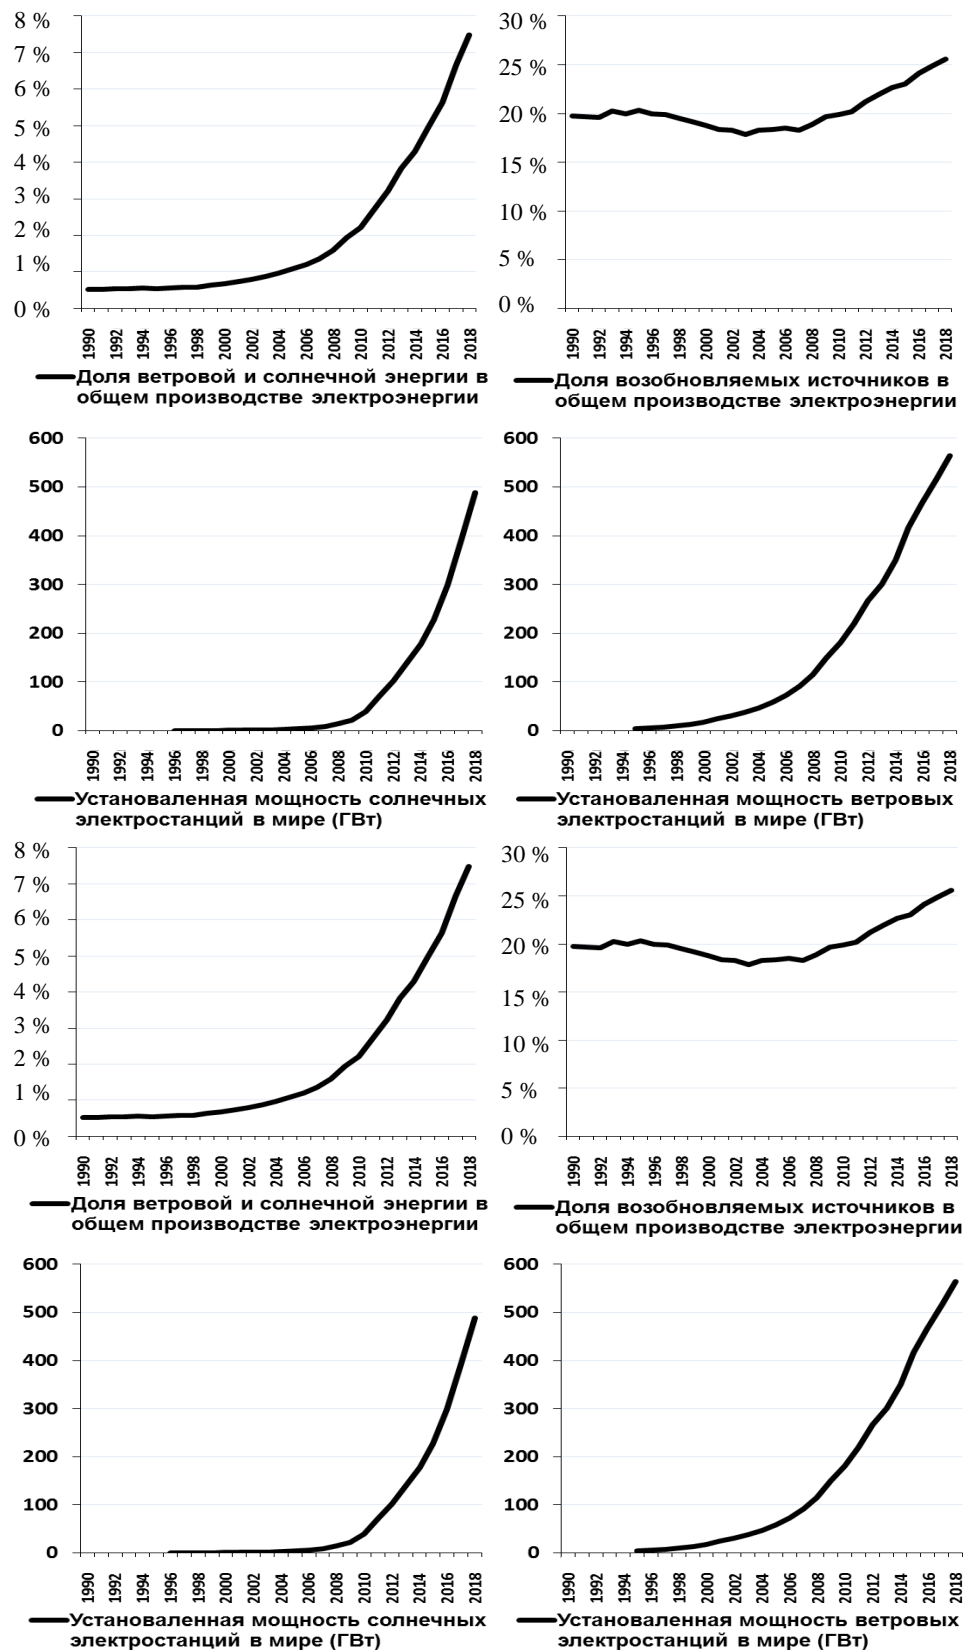 8 %
7 %
6 %
5 %
4 %
3 %
2 %
1 %
0 %
1990 1992 1994 1996 1998 2000 2002 2004 2006 2008 2010 2012 2014 2016 2018
Доля ветровой и солнечной энергии в
общем производстве электроэнергии
30 %
25 %
20 %
15 %
10 %
5 %
0 %
1990 1992 1994 1996 1998 2000 2002 2004 2006 2008 2010 2012 2014 2016 2018
Доля возобновляемых источников в
общем производстве электроэнергии
600
500
400
300
200
100
0
1990 1992 1994 1996 1998 2000 2002 2004 2006 2008 2010 2012 2014 2016 2018
Установаленная мощность солнечных
электростанций в мире (ГВт)
600
500
400
300
200
100
0
1990 1992 1994 1996 1998 2000 2002 2004 2006 2008 2010 2012 2014 2016 2018
Установаленная мощность ветровых
электростанций в мире (ГВт)
8 %
7 %
6 %
5 %
4 %
3 %
2 %
1 %
0 %
1990 1992 1994 1996 1998 2000 2002 2004 2006 2008 2010 2012 2014 2016 2018
Доля ветровой и солнечной энергии в
общем производстве электроэнергии
30 %
25 %
20 %
15 %
10 %
5 %
0 %
1990 1992 1994 1996 1998 2000 2002 2004 2006 2008 2010 2012 2014 2016 2018
Доля возобновляемых источников в
общем производстве электроэнергии
600
500
400
300
200
100
0
1990 1992 1994 1996 1998 2000 2002 2004 2006 2008 2010 2012 2014 2016 2018
Установаленная мощность солнечных
электростанций в мире (ГВт)
600
500
400
300
200
100
0
1990 1992 1994 1996 1998 2000 2002 2004 2006 2008 2010 2012 2014 2016 2018
Установаленная мощность ветровых
электростанций в мире (ГВт)